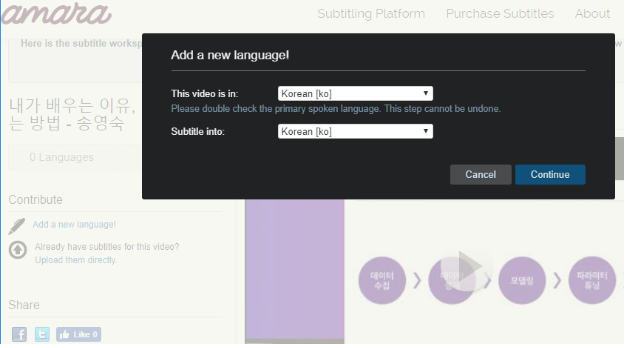 amara
Subtitling Platform Purchase Subtitles About
Here is the subtitle worksp
Add a new language!
This video is in: Korean [ko]
Please double check the primary spoken language. This step cannot be undone.
Subtitle into: Korean [ko]
Cancel Continue
내가 배우는 이유,
는 방법 - 송영숙
0 Languages
Contribute
Add a new language!
Already have subtitles for this video?
Upload them directly.
Share
Like 0
데이터
수집
모델링
파라미터
튜닝